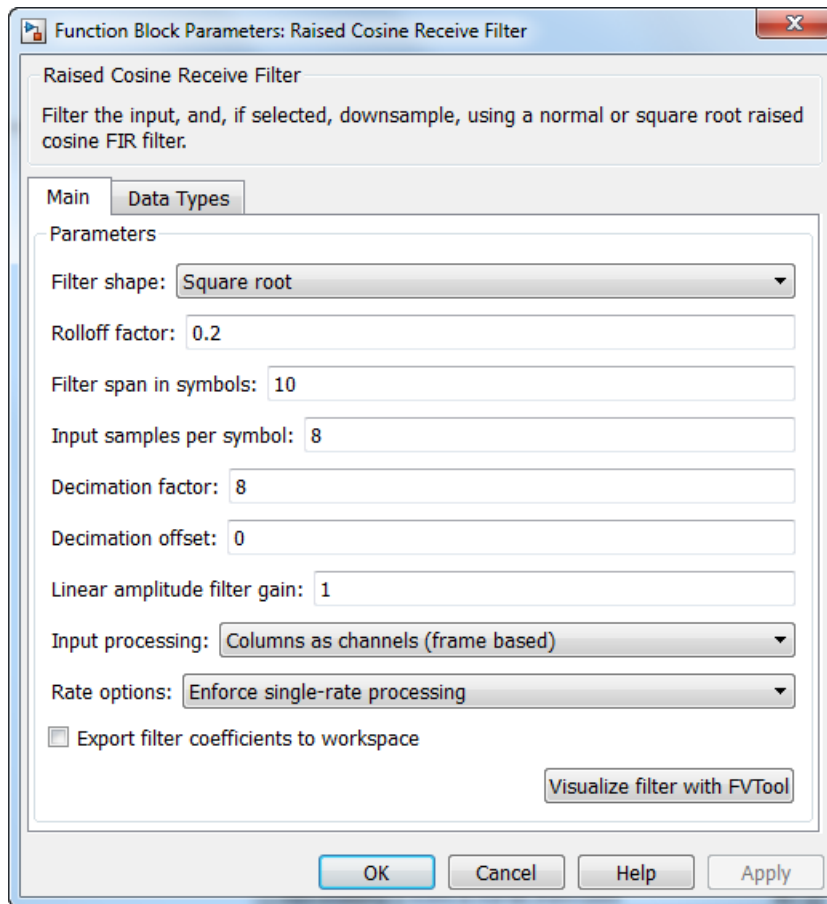 Function Block Parameters: Raised Cosine Receive Filter
Raised Cosine Receive Filter
Filter the input, and, if selected, downsample, using a normal or square root raised
cosine FIR filter.
Main Data Types
Parameters
Filter shape: Square root
Rolloff factor: 0.2
Filter span in symbols: 10
Input samples per symbol: 8
Decimation factor: 8
Decimation offset: 0
Linear amplitude filter gain: 1
Input processing: Columns as channels (frame based)
Rate options: Enforce single-rate processing
Export filter coefficients to workspace
Visualize filter with FVTool
OK Cancel Help Apply